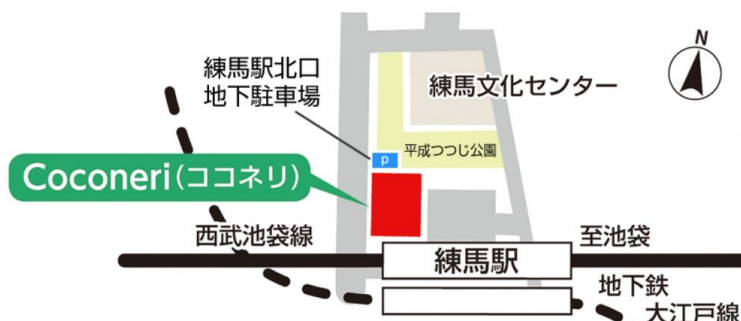 N
練馬駅北口
地下駐車場
練馬文化センター
平成つつじ公園
P
Coconeri(ココネリ)
西武池袋線
至池袋
練馬駅
地下鉄
大江戸線